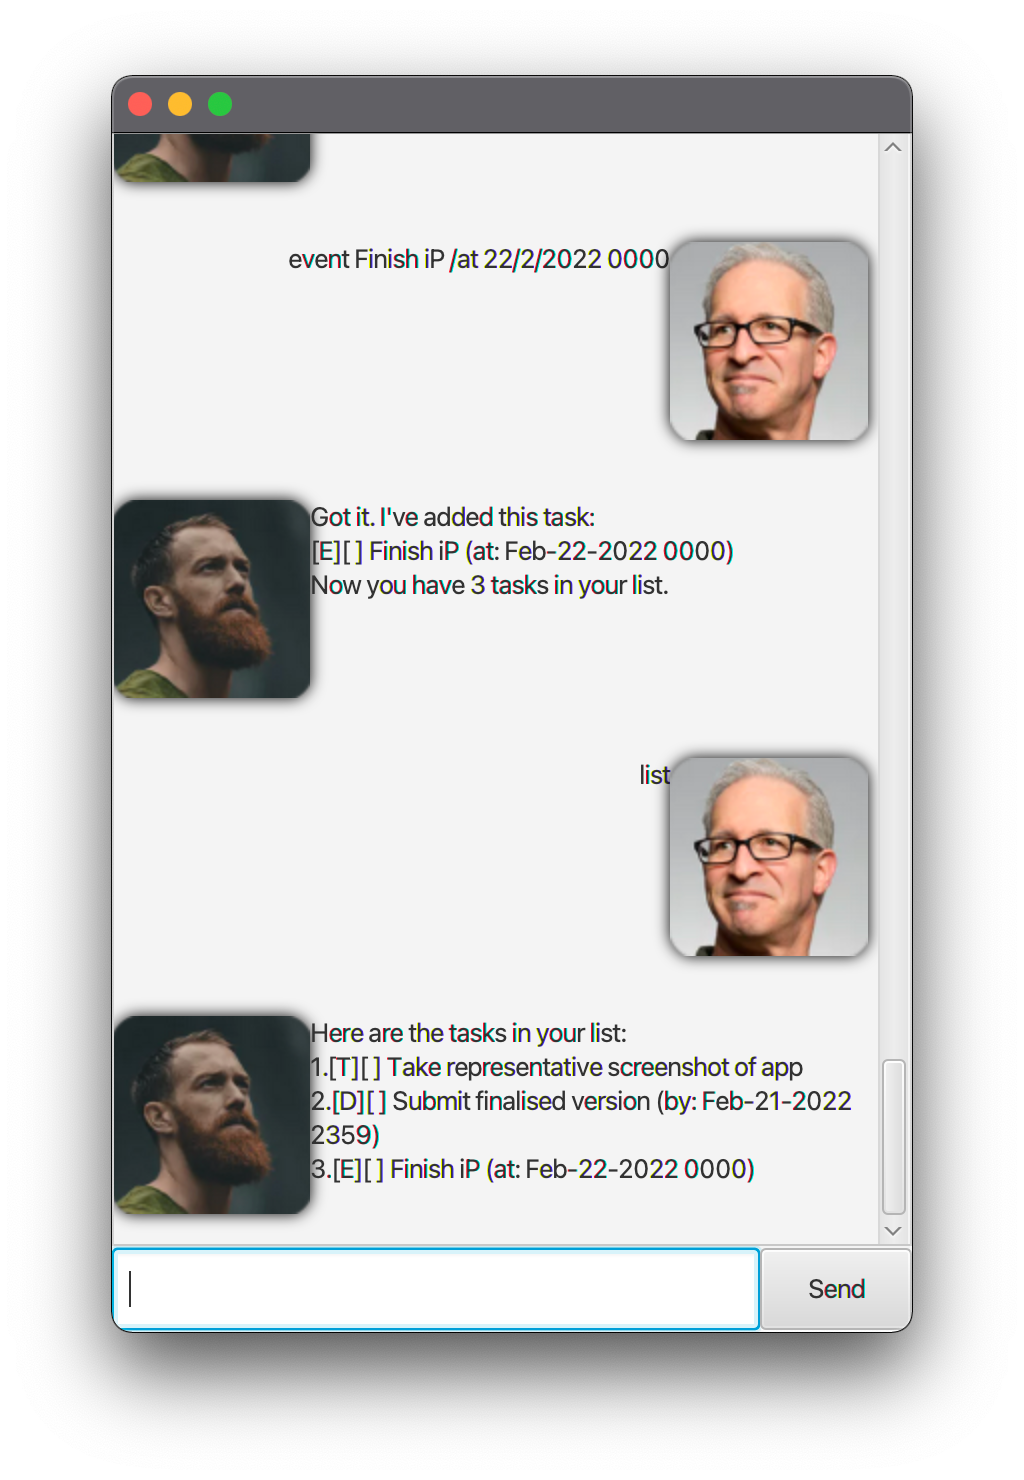 event Finish iP /at 22/2/2022 0000
Got it. I've added this task:
[E][ ] Finish iP (at: Feb-22-2022 0000)
Now you have 3 tasks in your list.
list
Here are the tasks in your list:
1.[T][ ] Take representative screenshot of app
2.[D][ ] Submit finalised version (by: Feb-21-2022
2359)
3.[E][ ] Finish iP (at: Feb-22-2022 0000)
Send